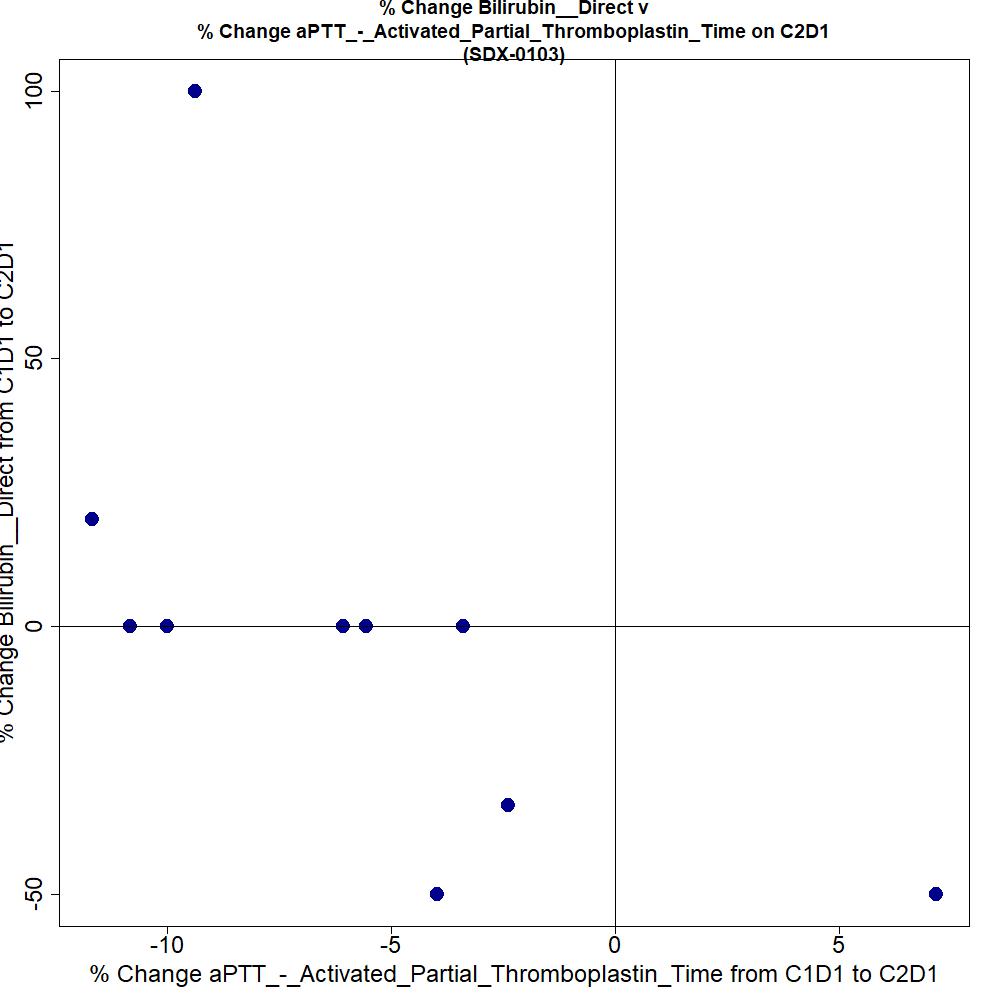 % Change Bilirubin__Direct v
% Change aPTT_-_Activated_Partial_Thromboplastin_Time on C2D1
(SDX-0103)
% Change Bilirubin__Direct from C1D1 to C2D1
100
50
0
-50
-10
-5
0
5
% Change aPTT_-_Activated_Partial_Thromboplastin_Time from C1D1 to C2D1